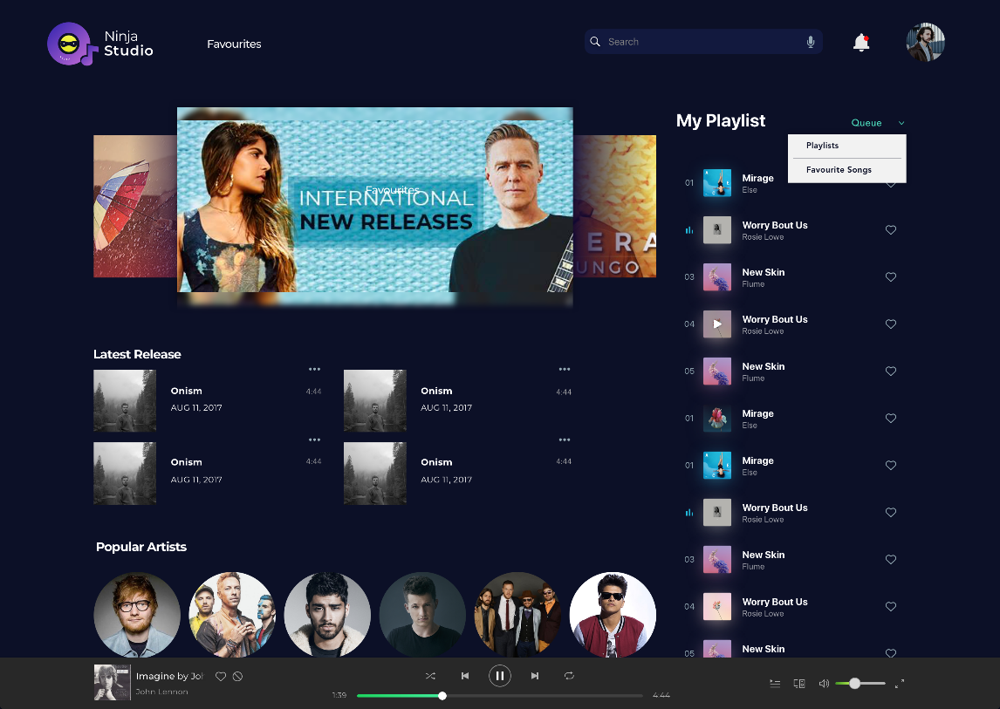 Ninja
Studio
Favourites
Search
INTERNATIONAL
Favourites
NEW RELEASES
ERA
UNGO
My Playlist
Queue
Playlists
Favourite Songs
01
Mirage
Else
Worry Bout Us
Rosie Lowe
03
New Skin
Flume
04
Worry Bout Us
Rosie Lowe
05
New Skin
Flume
01
Mirage
Else
01
Mirage
Else
Worry Bout Us
Rosie Lowe
03
New Skin
Flume
04
Worry Bout Us
Rosie Lowe
05
New Skin
Latest Release
Onism
AUG 11, 2017
4:44
Onism
AUG 11, 2017
4:44
Onism
AUG 11, 2017
4:44
Onism
AUG 11, 2017
4:44
Popular Artists
Imagine by Joh
John Lennon
1:39
4:44